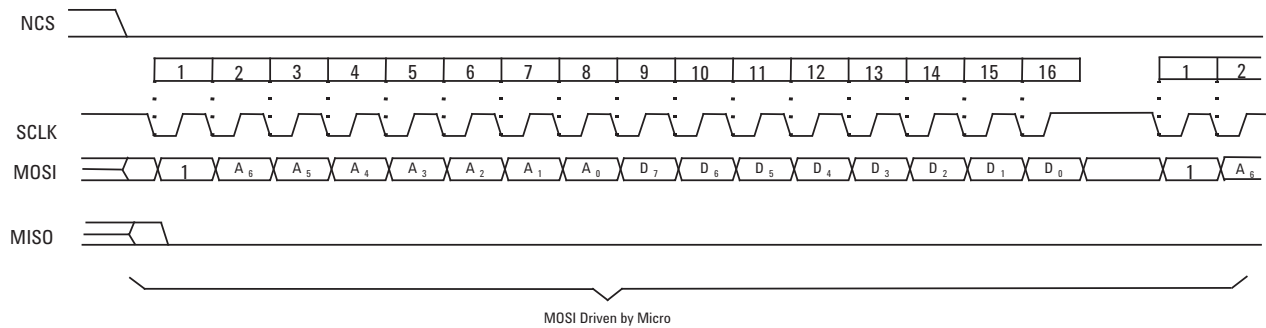 NCS
1 2 3 4 5 6 7 8 9 10 11 12 13 14 15 16 1 2
SCLK
MOSI 1 A6 A5 A4 A3 A2 A1 A0 D7 D6 D5 D4 D3 D2 D1 D0 1 A6
MISO
MOSI Driven by Micro